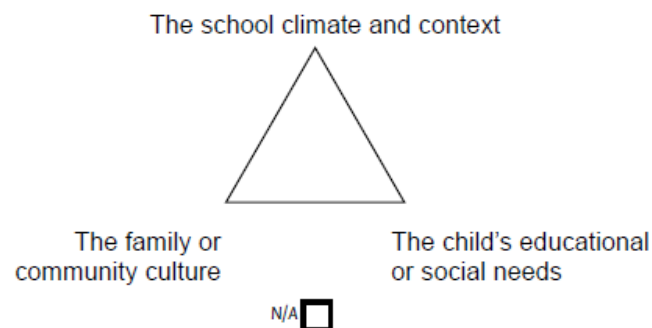 The school climate and context
The family or
community culture
The child's educational
or social needs
N/A